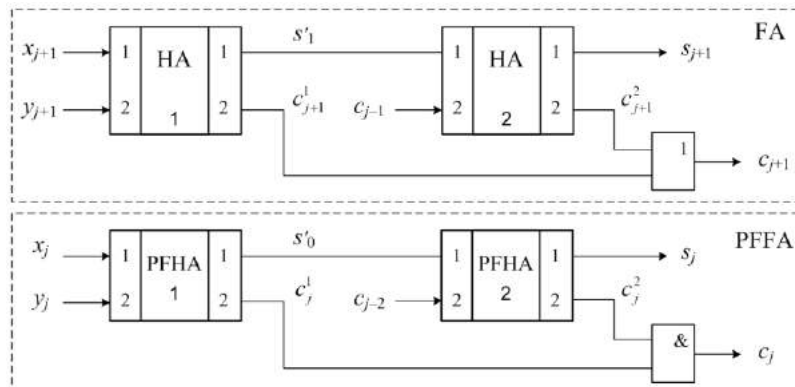 FA
x_{j+1} 1 HA 1 s'_1 1 HA 1 s_{j+1}
y_{j+1} 2 1 2 c^1_{j+1} c_{j-1} 2 2 2 c^2_{j+1}
1 c_{j+1}
PFFA
x_j 1 PFHA 1 s'_0 1 PFHA 1 s_j
y_j 2 1 2 c^1_j c_{j-2} 2 2 2 c^2_j
& c_j